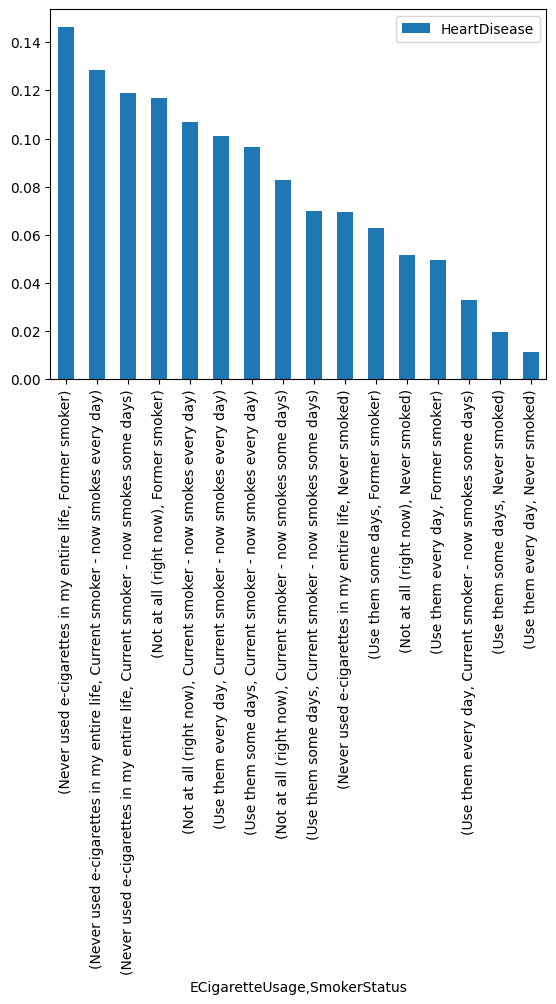 HeartDisease
0.14
0.12
0.10
0.08
0.06
0.04
0.02
0.00
(Never used e-cigarettes in my entire life, Former smoker)
(Never used e-cigarettes in my entire life, Current smoker - now smokes every day)
(Never used e-cigarettes in my entire life, Current smoker - now smokes some days)
(Not at all (right now), Former smoker)
(Not at all (right now), Current smoker - now smokes every day)
(Use them every day, Current smoker - now smokes every day)
(Use them some days, Current smoker - now smokes every day)
(Not at all (right now), Current smoker - now smokes some days)
(Use them some days, Current smoker - now smokes some days)
(Never used e-cigarettes in my entire life, Never smoked)
(Use them some days, Former smoker)
(Not at all (right now), Never smoked)
(Use them every day, Former smoker)
(Use them every day, Current smoker - now smokes some days)
(Use them some days, Never smoked)
(Use them every day, Never smoked)
ECigaretteUsage,SmokerStatus